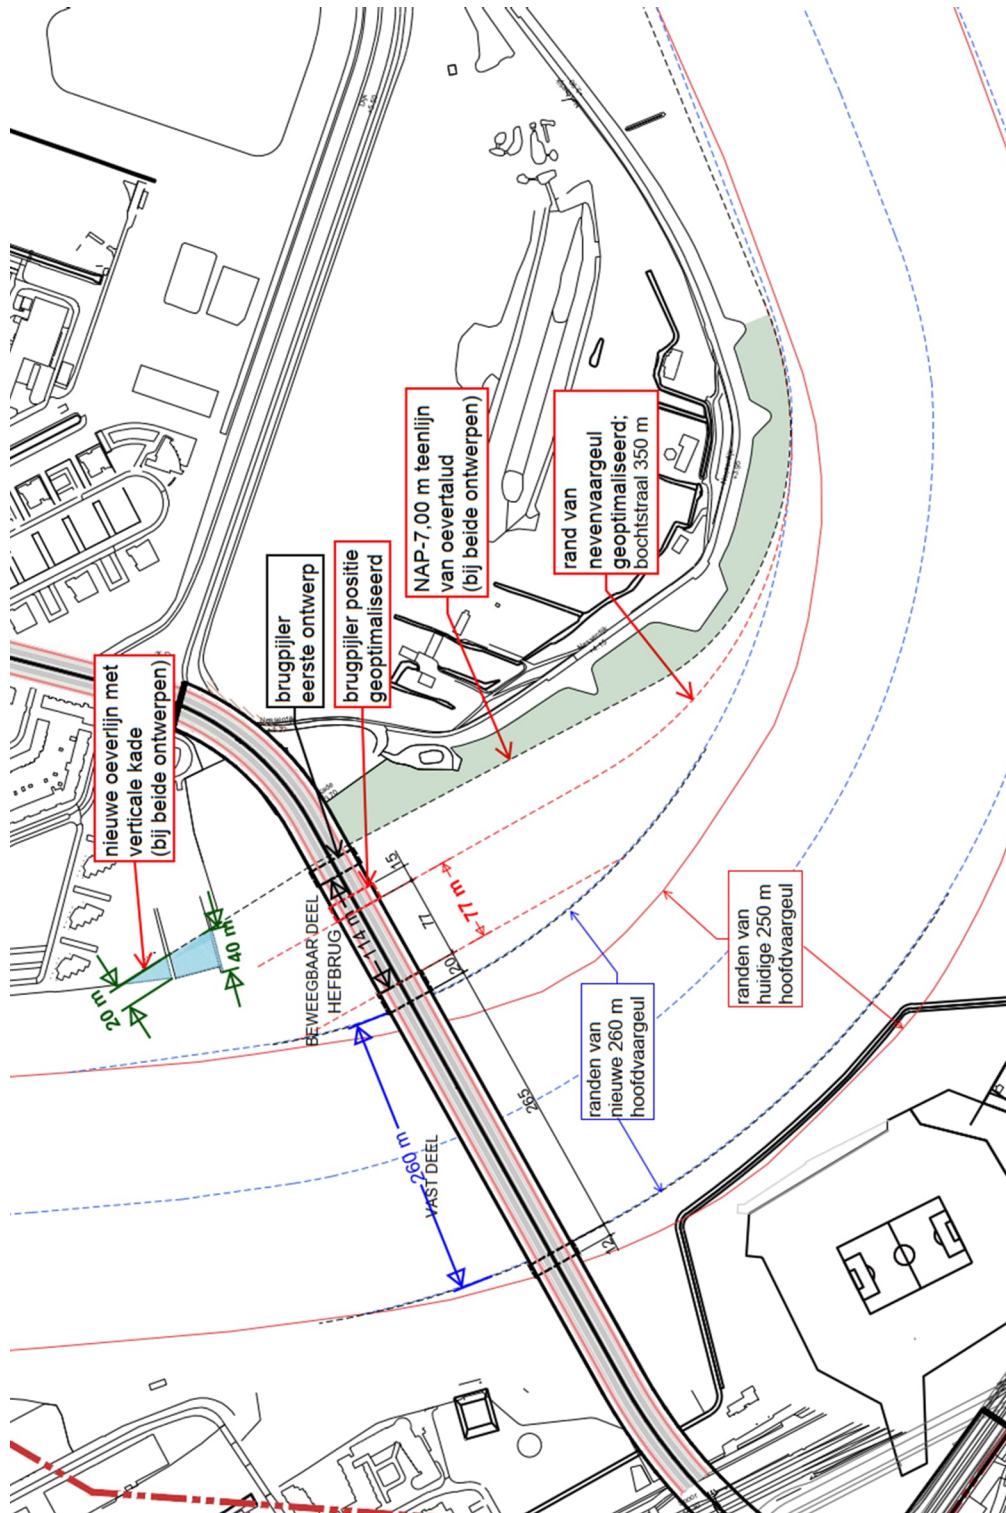 nieuwe oeverlijn met
verticale kade
(bij beide ontwerpen)
brugpijler
eerste ontwerp
brugpijler positie
geoptimaliseerd
NAP-7,00 m teenlijn
van oevertalud
(bij beide ontwerpen)
rand van
nevenvaargeul
geoptimaliseerd;
bochtstraal 350 m
20 m
40 m
BEWEEGBAAR DEEL
HEFBRUG
114 m
77 m
15
77
20
265
12
260 m
VAST DEEL
randen van
nieuwe 260 m
hoofdvaargeul
randen van
huidige 250 m
hoofdvaargeul